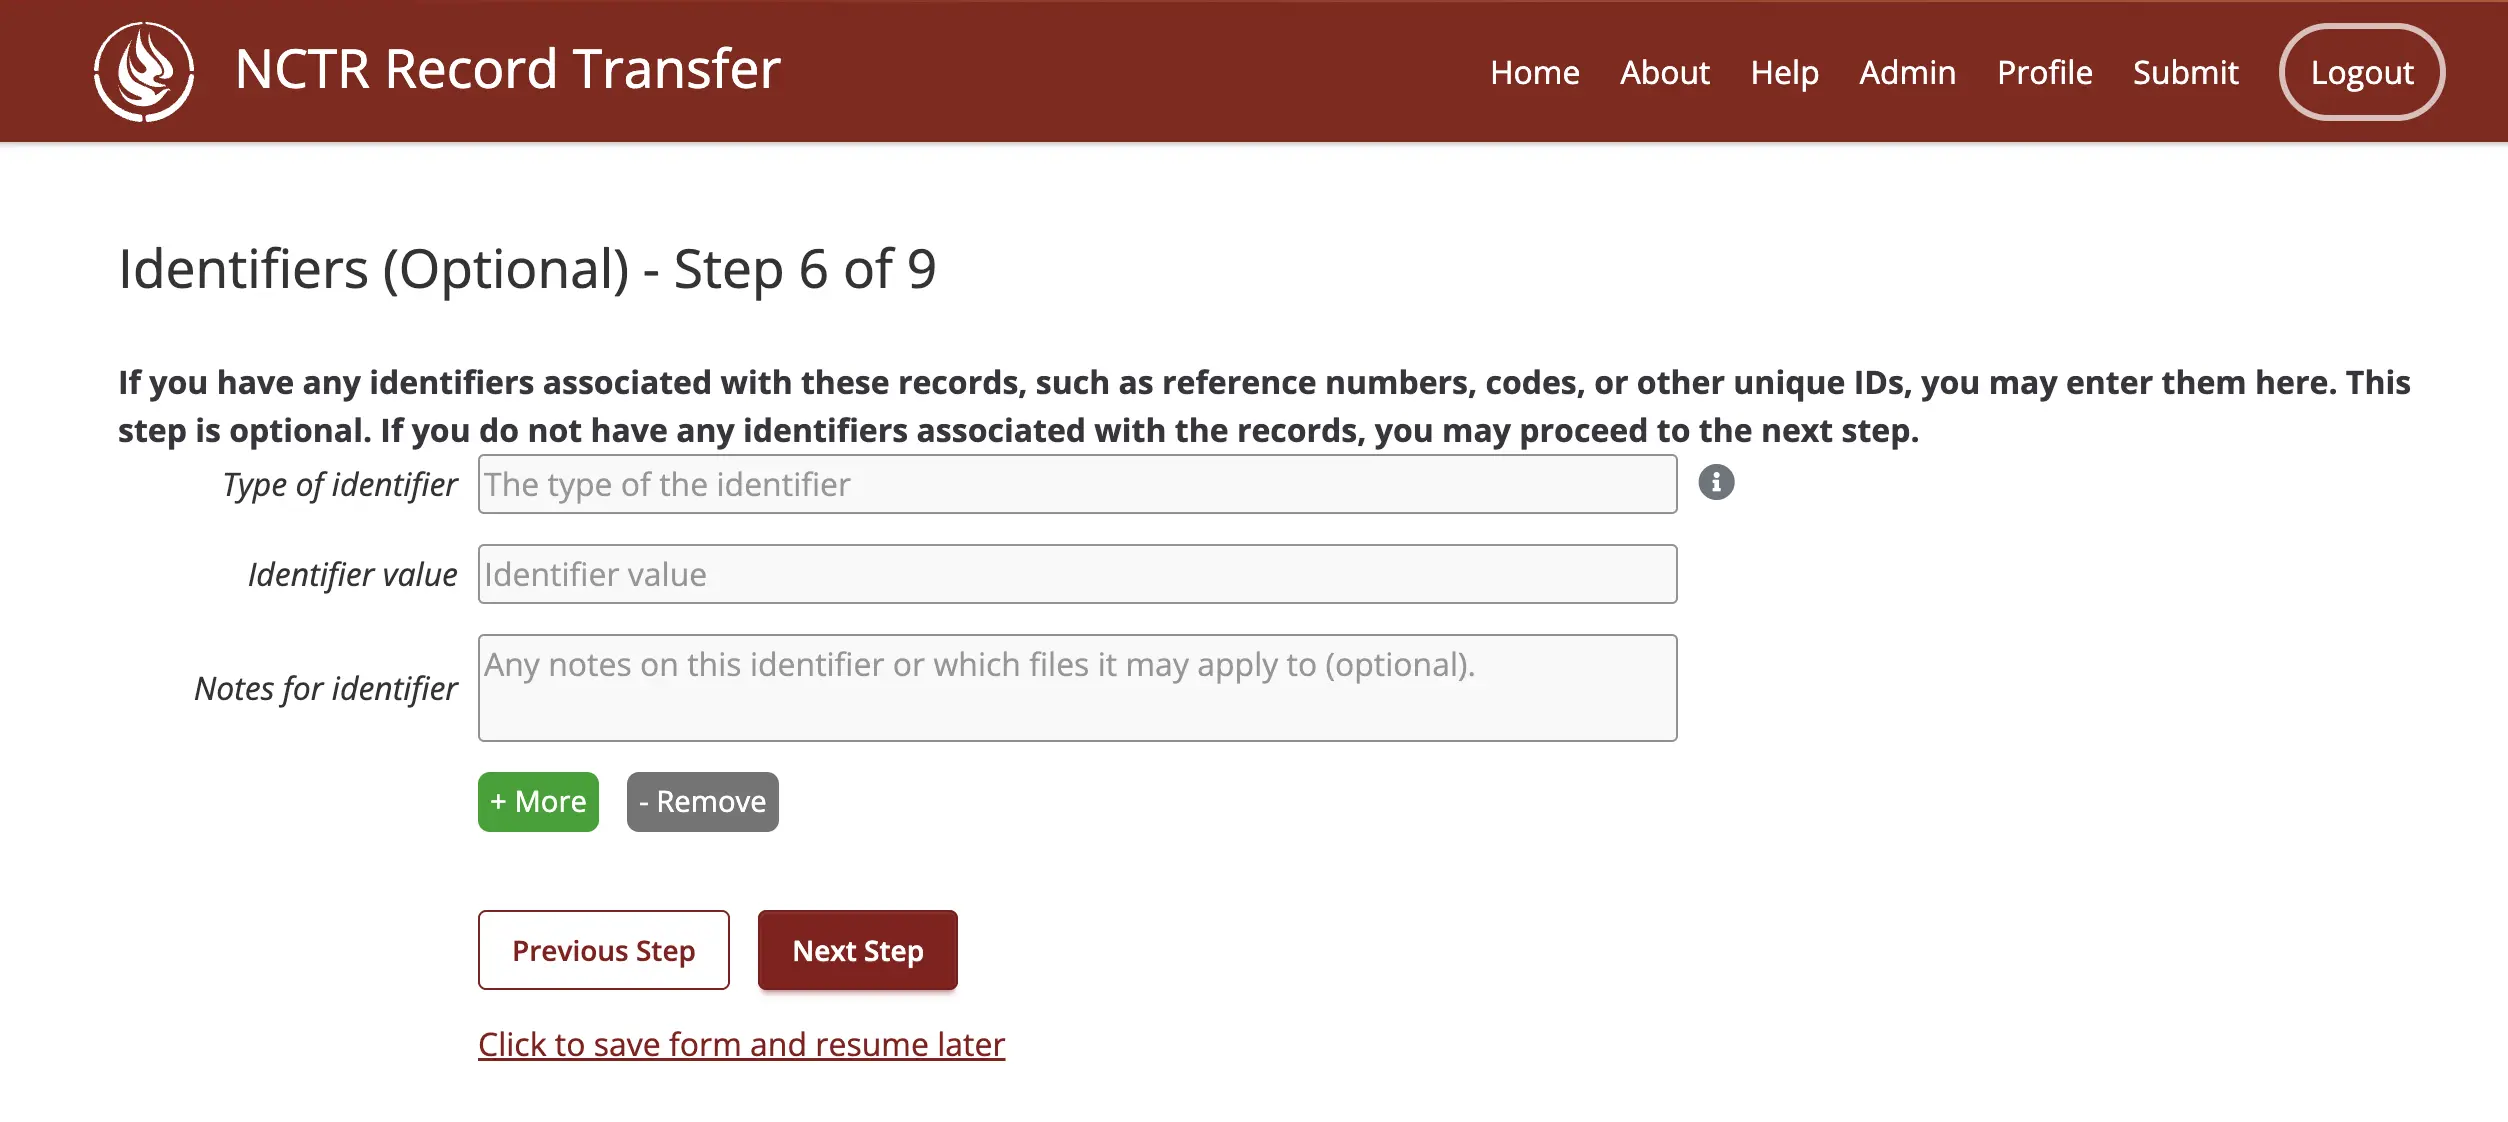 NCTR Record Transfer
Home About Help Admin Profile Submit Logout
Identifiers (Optional) - Step 6 of 9
If you have any identifiers associated with these records, such as reference numbers, codes, or other unique IDs, you may enter them here. This
step is optional. If you do not have any identifiers associated with the records, you may proceed to the next step.
Type of identifier The type of the identifier
Identifier value Identifier value
Notes for identifier Any notes on this identifier or which files it may apply to (optional).
+ More - Remove
Previous Step Next Step
Click to save form and resume later